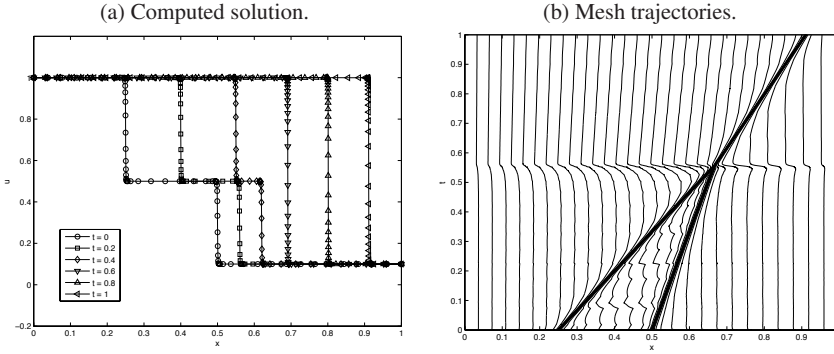 (a) Computed solution.
(b) Mesh trajectories.
u
0.8
0.6
0.4
0.2
0
−0.2
0 0.1 0.2 0.3 0.4 0.5 0.6 0.7 0.8 0.9 1
x
t = 0
t = 0.2
t = 0.4
t = 0.6
t = 0.8
t = 1
1
0.9
0.8
0.7
0.6
0.5
0.4
0.3
0.2
0.1
0
t
0 0.1 0.2 0.3 0.4 0.5 0.6 0.7 0.8 0.9
x